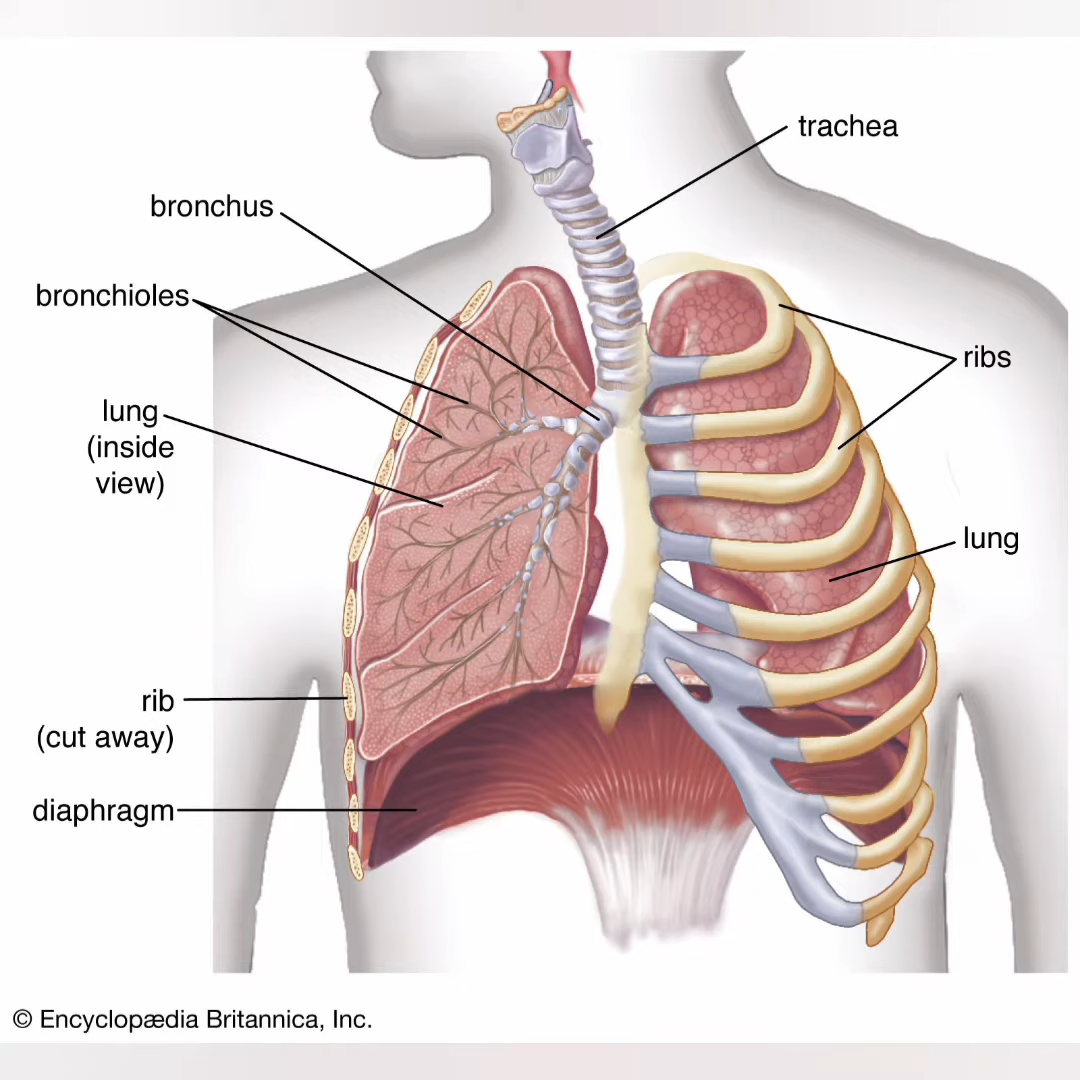 trachea
bronchus
bronchioles
ribs
lung
(inside
view)
lung
rib
(cut away)
diaphragm
© Encyclopædia Britannica, Inc.